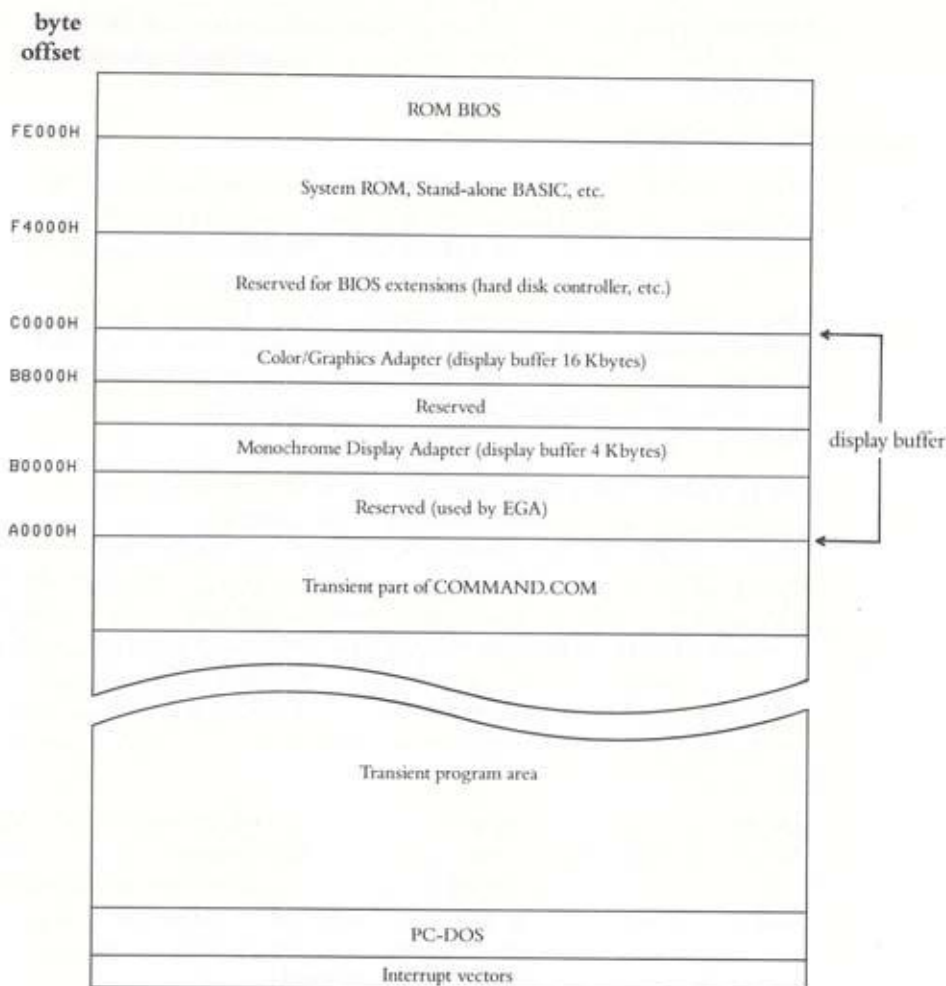 byte
offset
ROM BIOS
FE000H
System ROM, Stand-alone BASIC, etc.
F4000H
Reserved for BIOS extensions (hard disk controller, etc.)
C0000H
Color/Graphics Adapter (display buffer 16 Kbytes)
B8000H
Reserved
display buffer
Monochrome Display Adapter (display buffer 4 Kbytes)
B0000H
Reserved (used by EGA)
A0000H
Transient part of COMMAND.COM
Transient program area
PC-DOS
Interrupt vectors